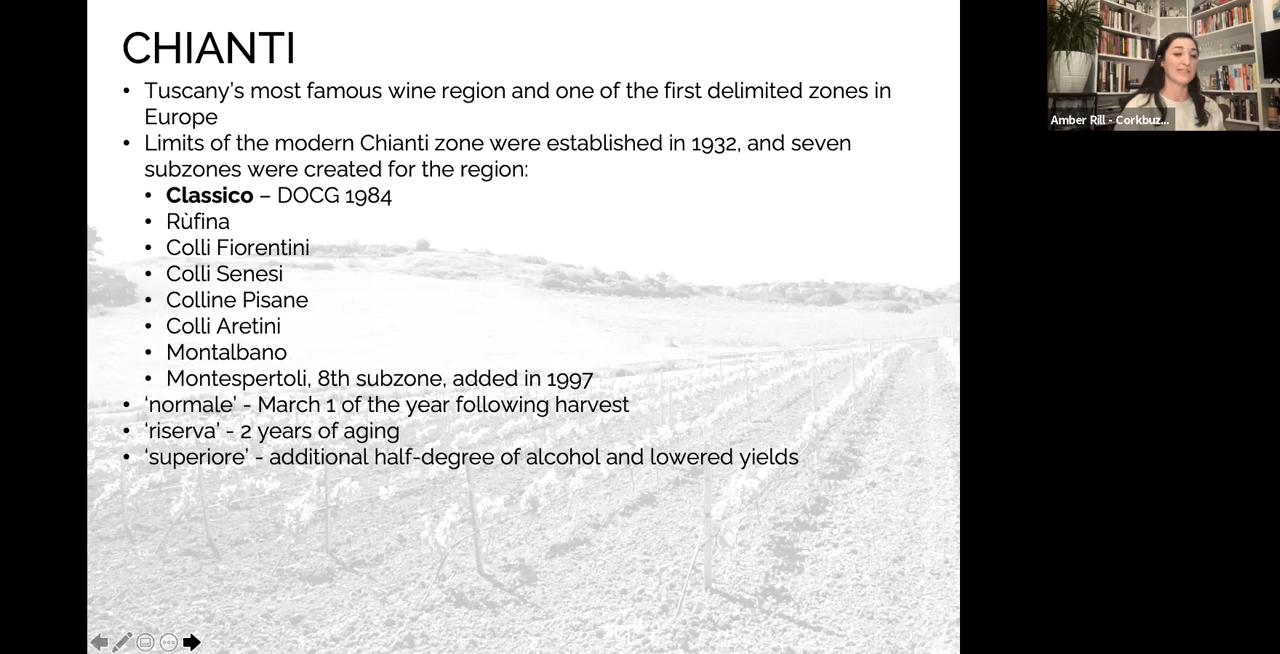 CHIANTI
• Tuscany's most famous wine region and one of the first delimited zones in
Europe
• Limits of the modern Chianti zone were established in 1932, and seven
subzones were created for the region:
• Classico – DOCG 1984
• Rùfina
• Colli Fiorentini
• Colli Senesi
• Colline Pisane
• Colli Aretini
• Montalbano
• Montespertoli, 8th subzone, added in 1997
• ‘normale’ - March 1 of the year following harvest
• ‘riserva’ - 2 years of aging
• ‘superiore’ - additional half-degree of alcohol and lowered yields
Amber Rill - Corkbuz...